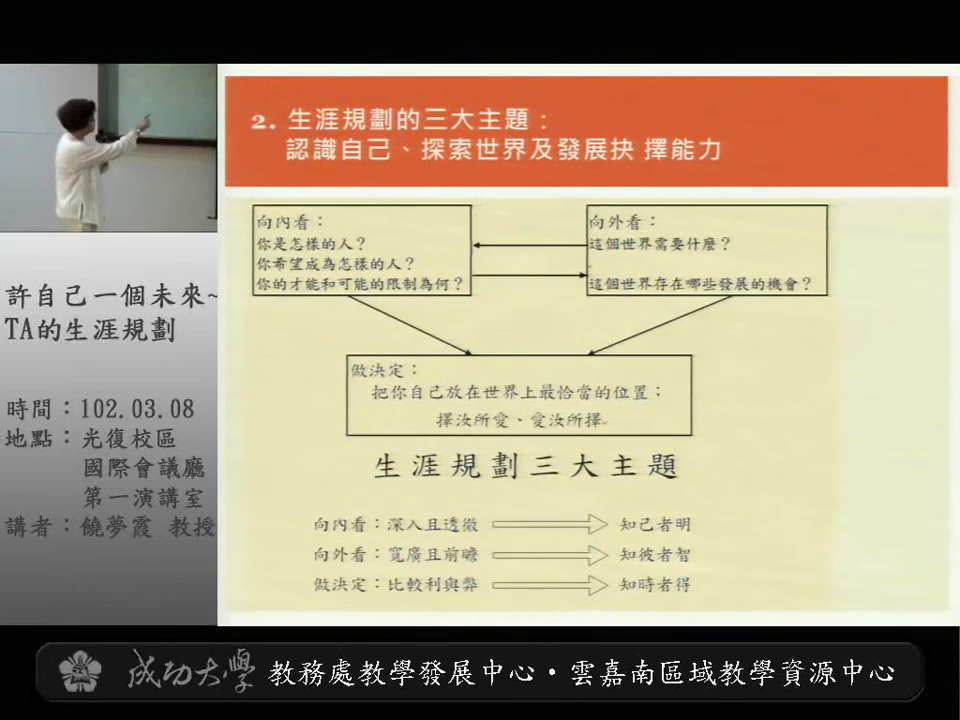 2. 生涯規劃的三大主題：
認識自己、探索世界及發展抉 擇能力
向內看：
你是怎樣的人？
你希望成為怎樣的人？
你的才能和可能的限制為何？
向外看：
這個世界需要什麼？
這個世界存在哪些發展的機會？
做決定：
把你自己放在世界上最恰當的位置：
擇汝所愛、愛汝所擇
生涯規劃三大主題
向內看：深入且透徹 知己者明
向外看：寬廣且前瞻 知彼者智
做決定：比較利與弊 知時者得
許自己一個未來~
TA的生涯規劃
時間：102.03.08
地點：光復校區
國際會議廳
第一演講室
講者：饒夢霞 教授
成功大學 教務處教學發展中心・雲嘉南區域教學資源中心